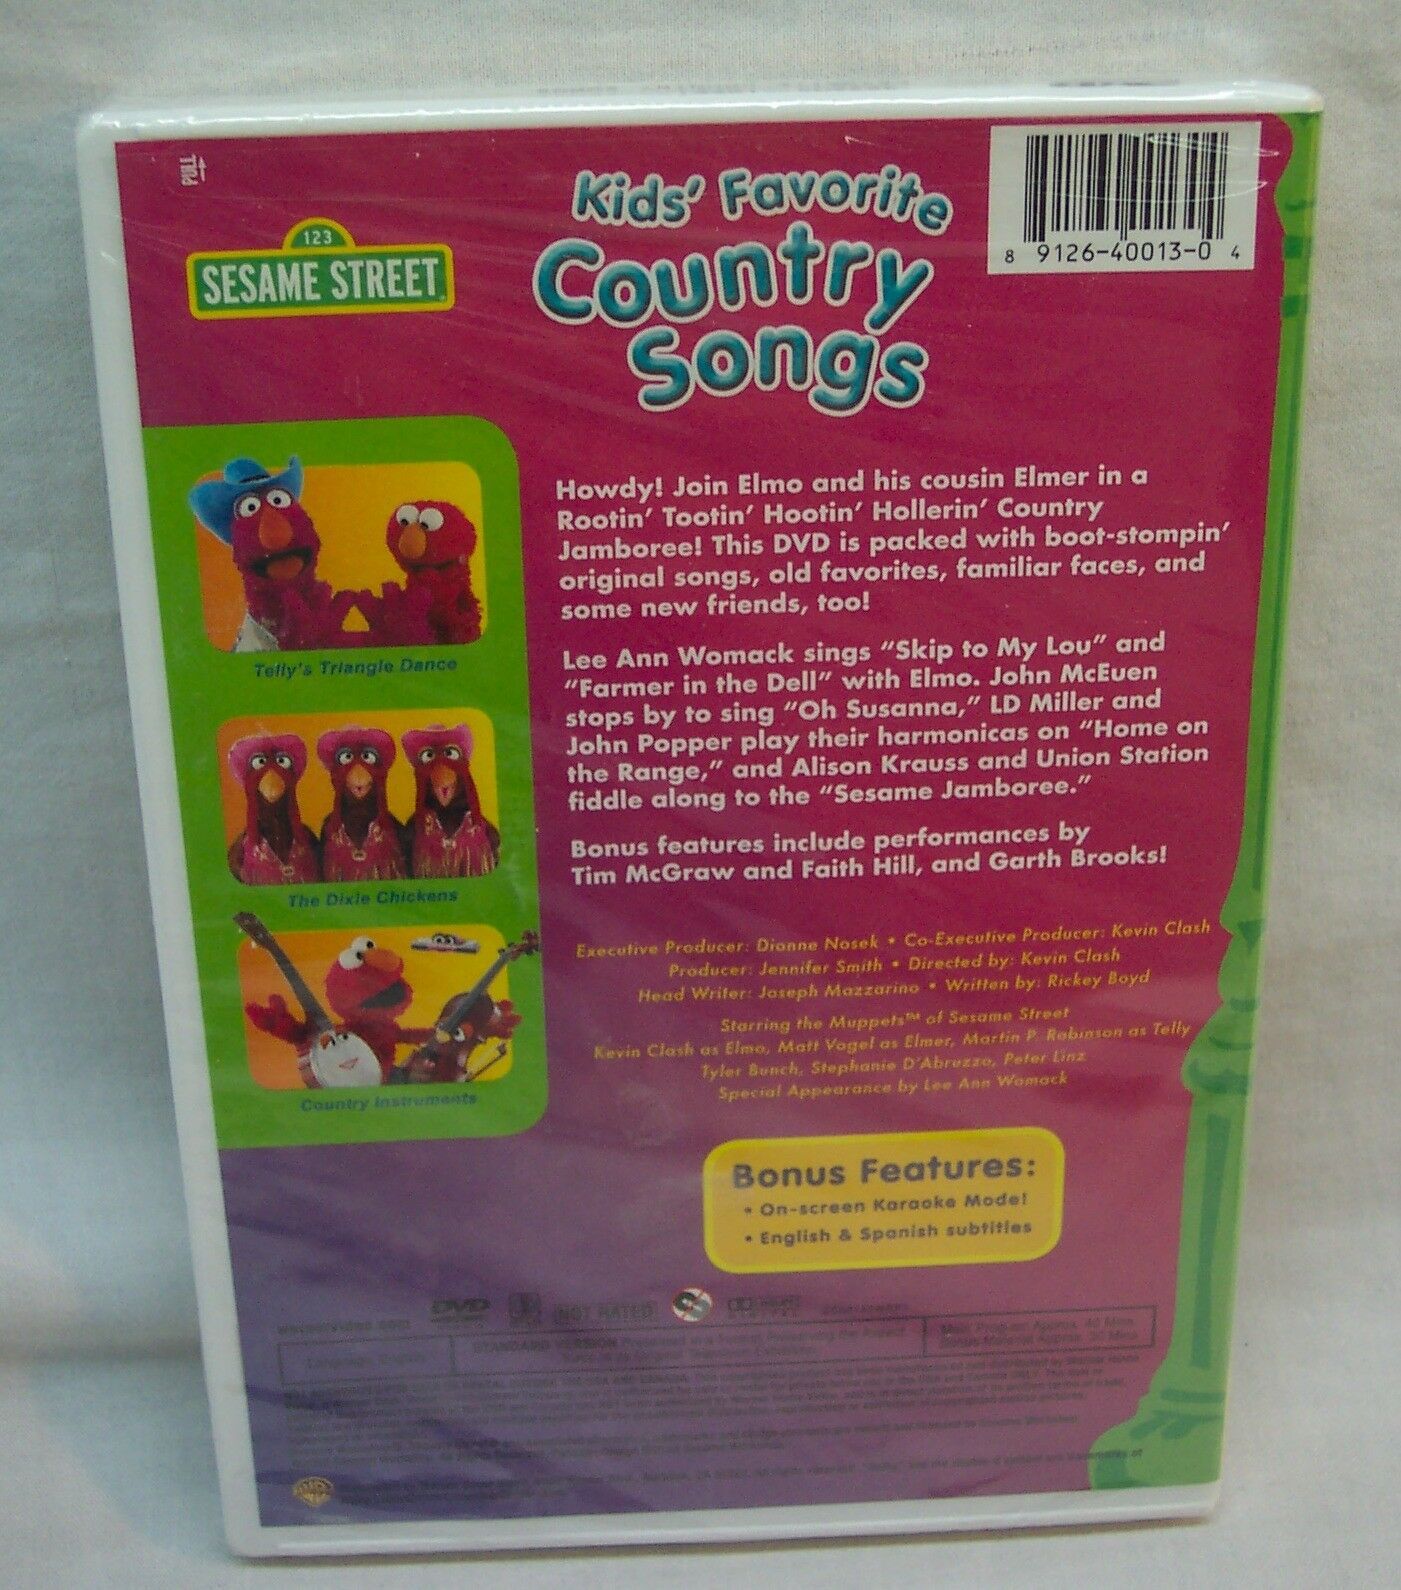 PULL
123
SESAME STREET
Kids' Favorite
Country
Songs
8 9126-40013-0 4
Howdy! Join Elmo and his cousin Elmer in a
Rootin' Tootin' Hootin' Hollerin' Country
Jamboree! This DVD is packed with boot-stompin'
original songs, old favorites, familiar faces, and
some new friends, too!
Lee Ann Womack sings "Skip to My Lou" and
"Farmer in the Dell" with Elmo. John McEuen
stops by to sing "Oh Susanna," LD Miller and
John Popper play their harmonicas on "Home on
the Range," and Alison Krauss and Union Station
fiddle along to the "Sesame Jamboree."
Bonus features include performances by
Tim McGraw and Faith Hill, and Garth Brooks!
Telly's Triangle Dance
The Dixie Chickens
Country Instruments
Executive Producer: Dionne Nosek • Co-Executive Producer: Kevin Clash
Producer: Jennifer Smith • Directed by: Kevin Clash
Head Writer: Joseph Mazzarino • Written by: Rickey Boyd
Starring the Muppets™ of Sesame Street
Kevin Clash as Elmo, Matt Vogel as Elmer, Martin P. Robinson as Telly
Tyler Bunch, Stephanie D'Abruzzo, Peter Linz
Special Appearance by Lee Ann Womack
Bonus Features:
• On-screen Karaoke Mode!
• English & Spanish subtitles
DVD NOT RATED
STANDARD VERSION